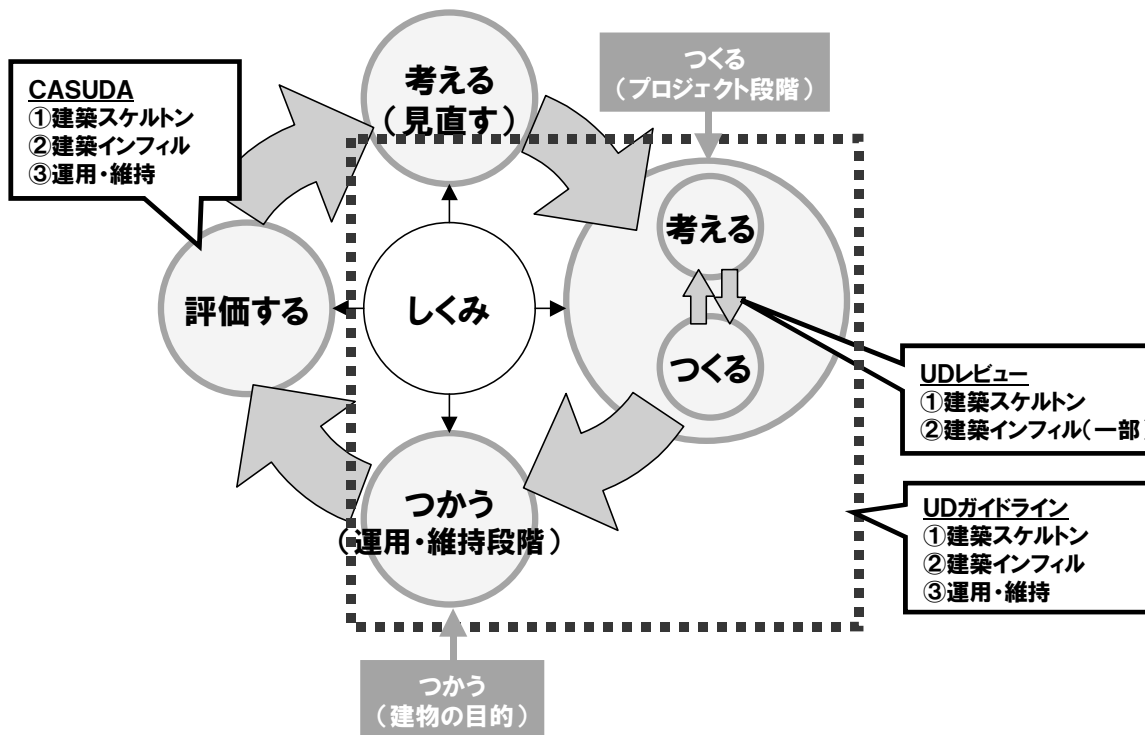 CASUDA
①建築スケルトン
②建築インフィル
③運用・維持
考える
(見直す)
つくる
(プロジェクト段階)
考える
つくる
評価する
しくみ
つかう
(運用・維持段階)
UDレビュー
①建築スケルトン
②建築インフィル(一部)
UDガイドライン
①建築スケルトン
②建築インフィル
③運用・維持
つかう
(建物の目的)